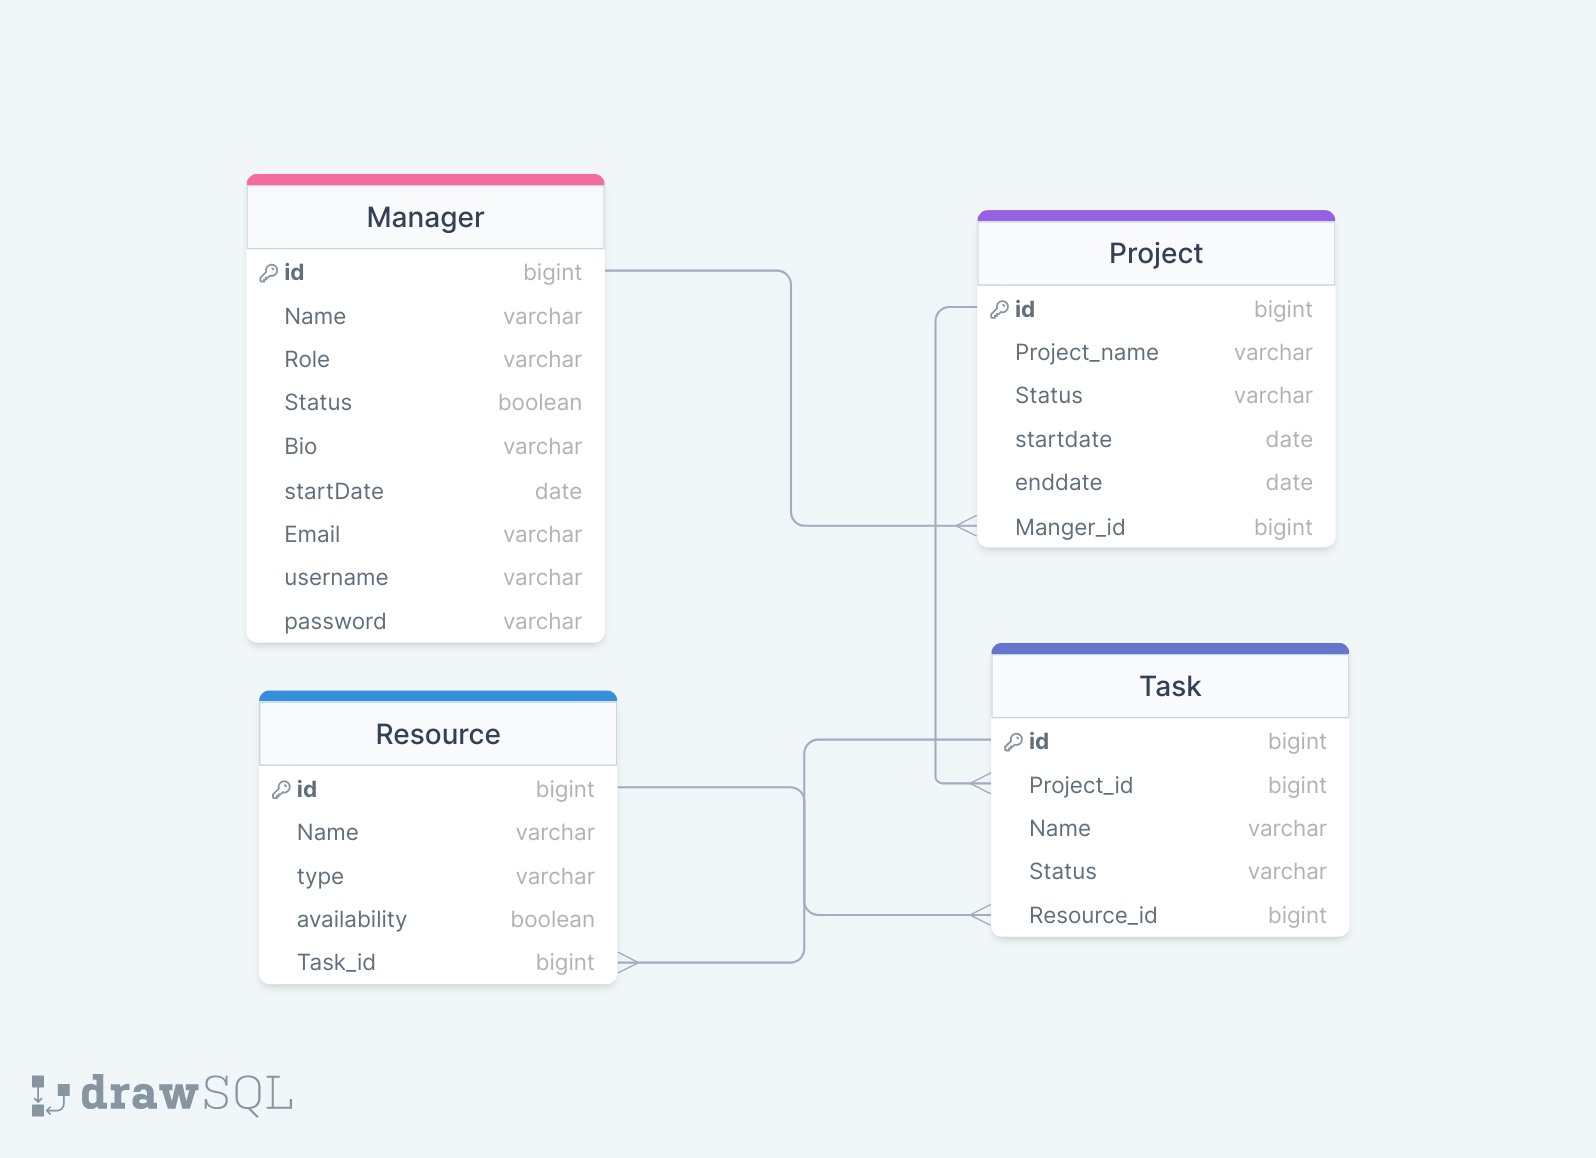 Manager
id bigint
Name varchar
Role varchar
Status boolean
Bio varchar
startDate date
Email varchar
username varchar
password varchar
Project
id bigint
Project_name varchar
Status varchar
startdate date
enddate date
Manger_id bigint
Resource
id bigint
Name varchar
type varchar
availability boolean
Task_id bigint
Task
id bigint
Project_id bigint
Name varchar
Status varchar
Resource_id bigint
drawSQL